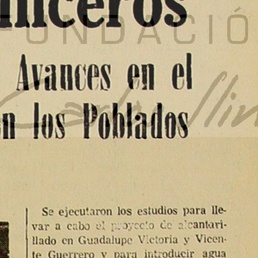 FUNDACIÓ
Avances en el
n los Poblados
Se ejecutaron los estudios para lle-
var a cabo el proyecto de alcantari-
llado en Guadalupe Victoria y Vicen-
te Guerrero y para introducir agua